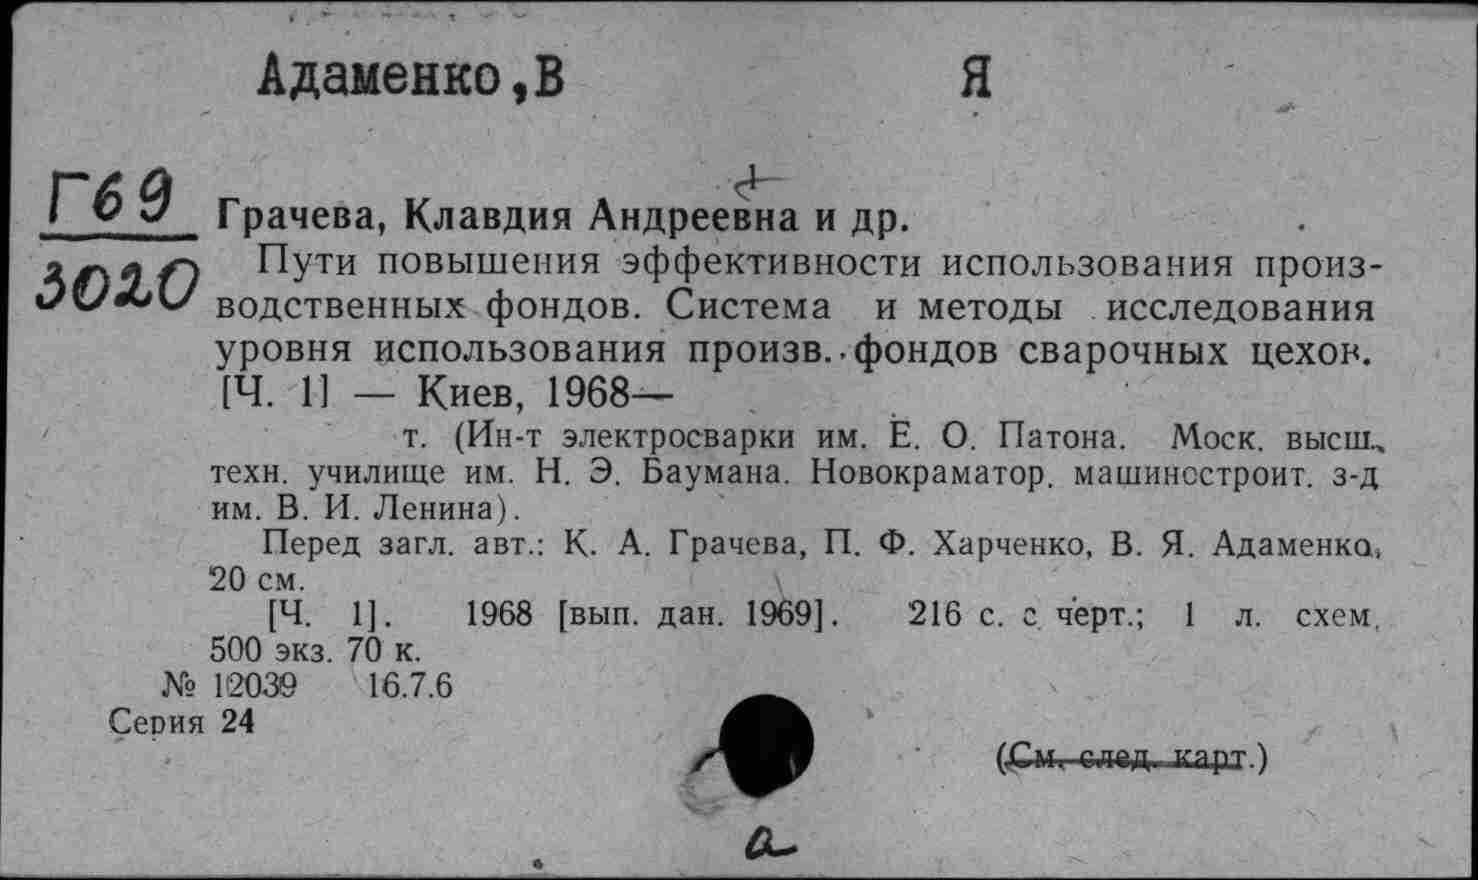 Адаменко,В Я
Г69
3020
Грачева, Клавдия Андреевна и др.
Пути повышения эффективности использования произ-
водственных фондов. Система и методы исследования
уровня использования произв. фондов сварочных цехов.
[Ч. 1] — Киев, 1968—
т. (Ин-т электросварки им. Е. О. Патона. Моск. высш.
техн. училище им. Н. Э. Баумана. Новокраматор. машиностроит. з-д
им. В. И. Ленина).
Перед загл. авт.: К. А. Грачева, П. Ф. Харченко, В. Я. Адаменко.
20 см.
[Ч. 1]. 1968 [вып. дан. 1969]. 216 с. с черт.; 1 л. схем.
500 экз. 70 к.
№ 12039 16.7.6
Серия 24
(См. след. карт.)
а